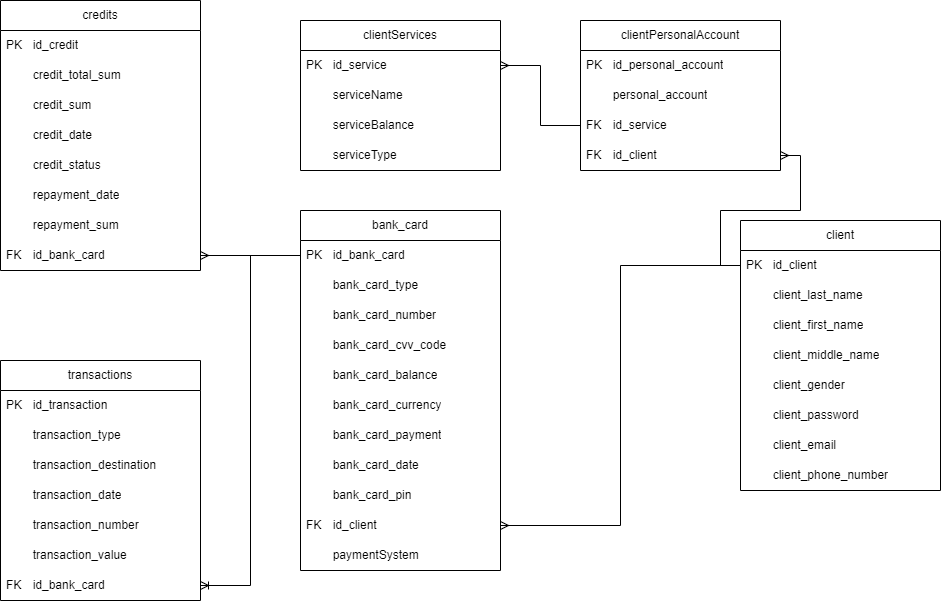 credits
PK id_credit
credit_total_sum
credit_sum
credit_date
credit_status
repayment_date
repayment_sum
FK id_bank_card
clientServices
PK id_service
serviceName
serviceBalance
serviceType
clientPersonalAccount
PK id_personal_account
personal_account
FK id_service
FK id_client
bank_card
PK id_bank_card
bank_card_type
bank_card_number
bank_card_cvv_code
bank_card_balance
bank_card_currency
bank_card_payment
bank_card_date
bank_card_pin
FK id_client
paymentSystem
client
PK id_client
client_last_name
client_first_name
client_middle_name
client_gender
client_password
client_email
client_phone_number
transactions
PK id_transaction
transaction_type
transaction_destination
transaction_date
transaction_number
transaction_value
FK id_bank_card